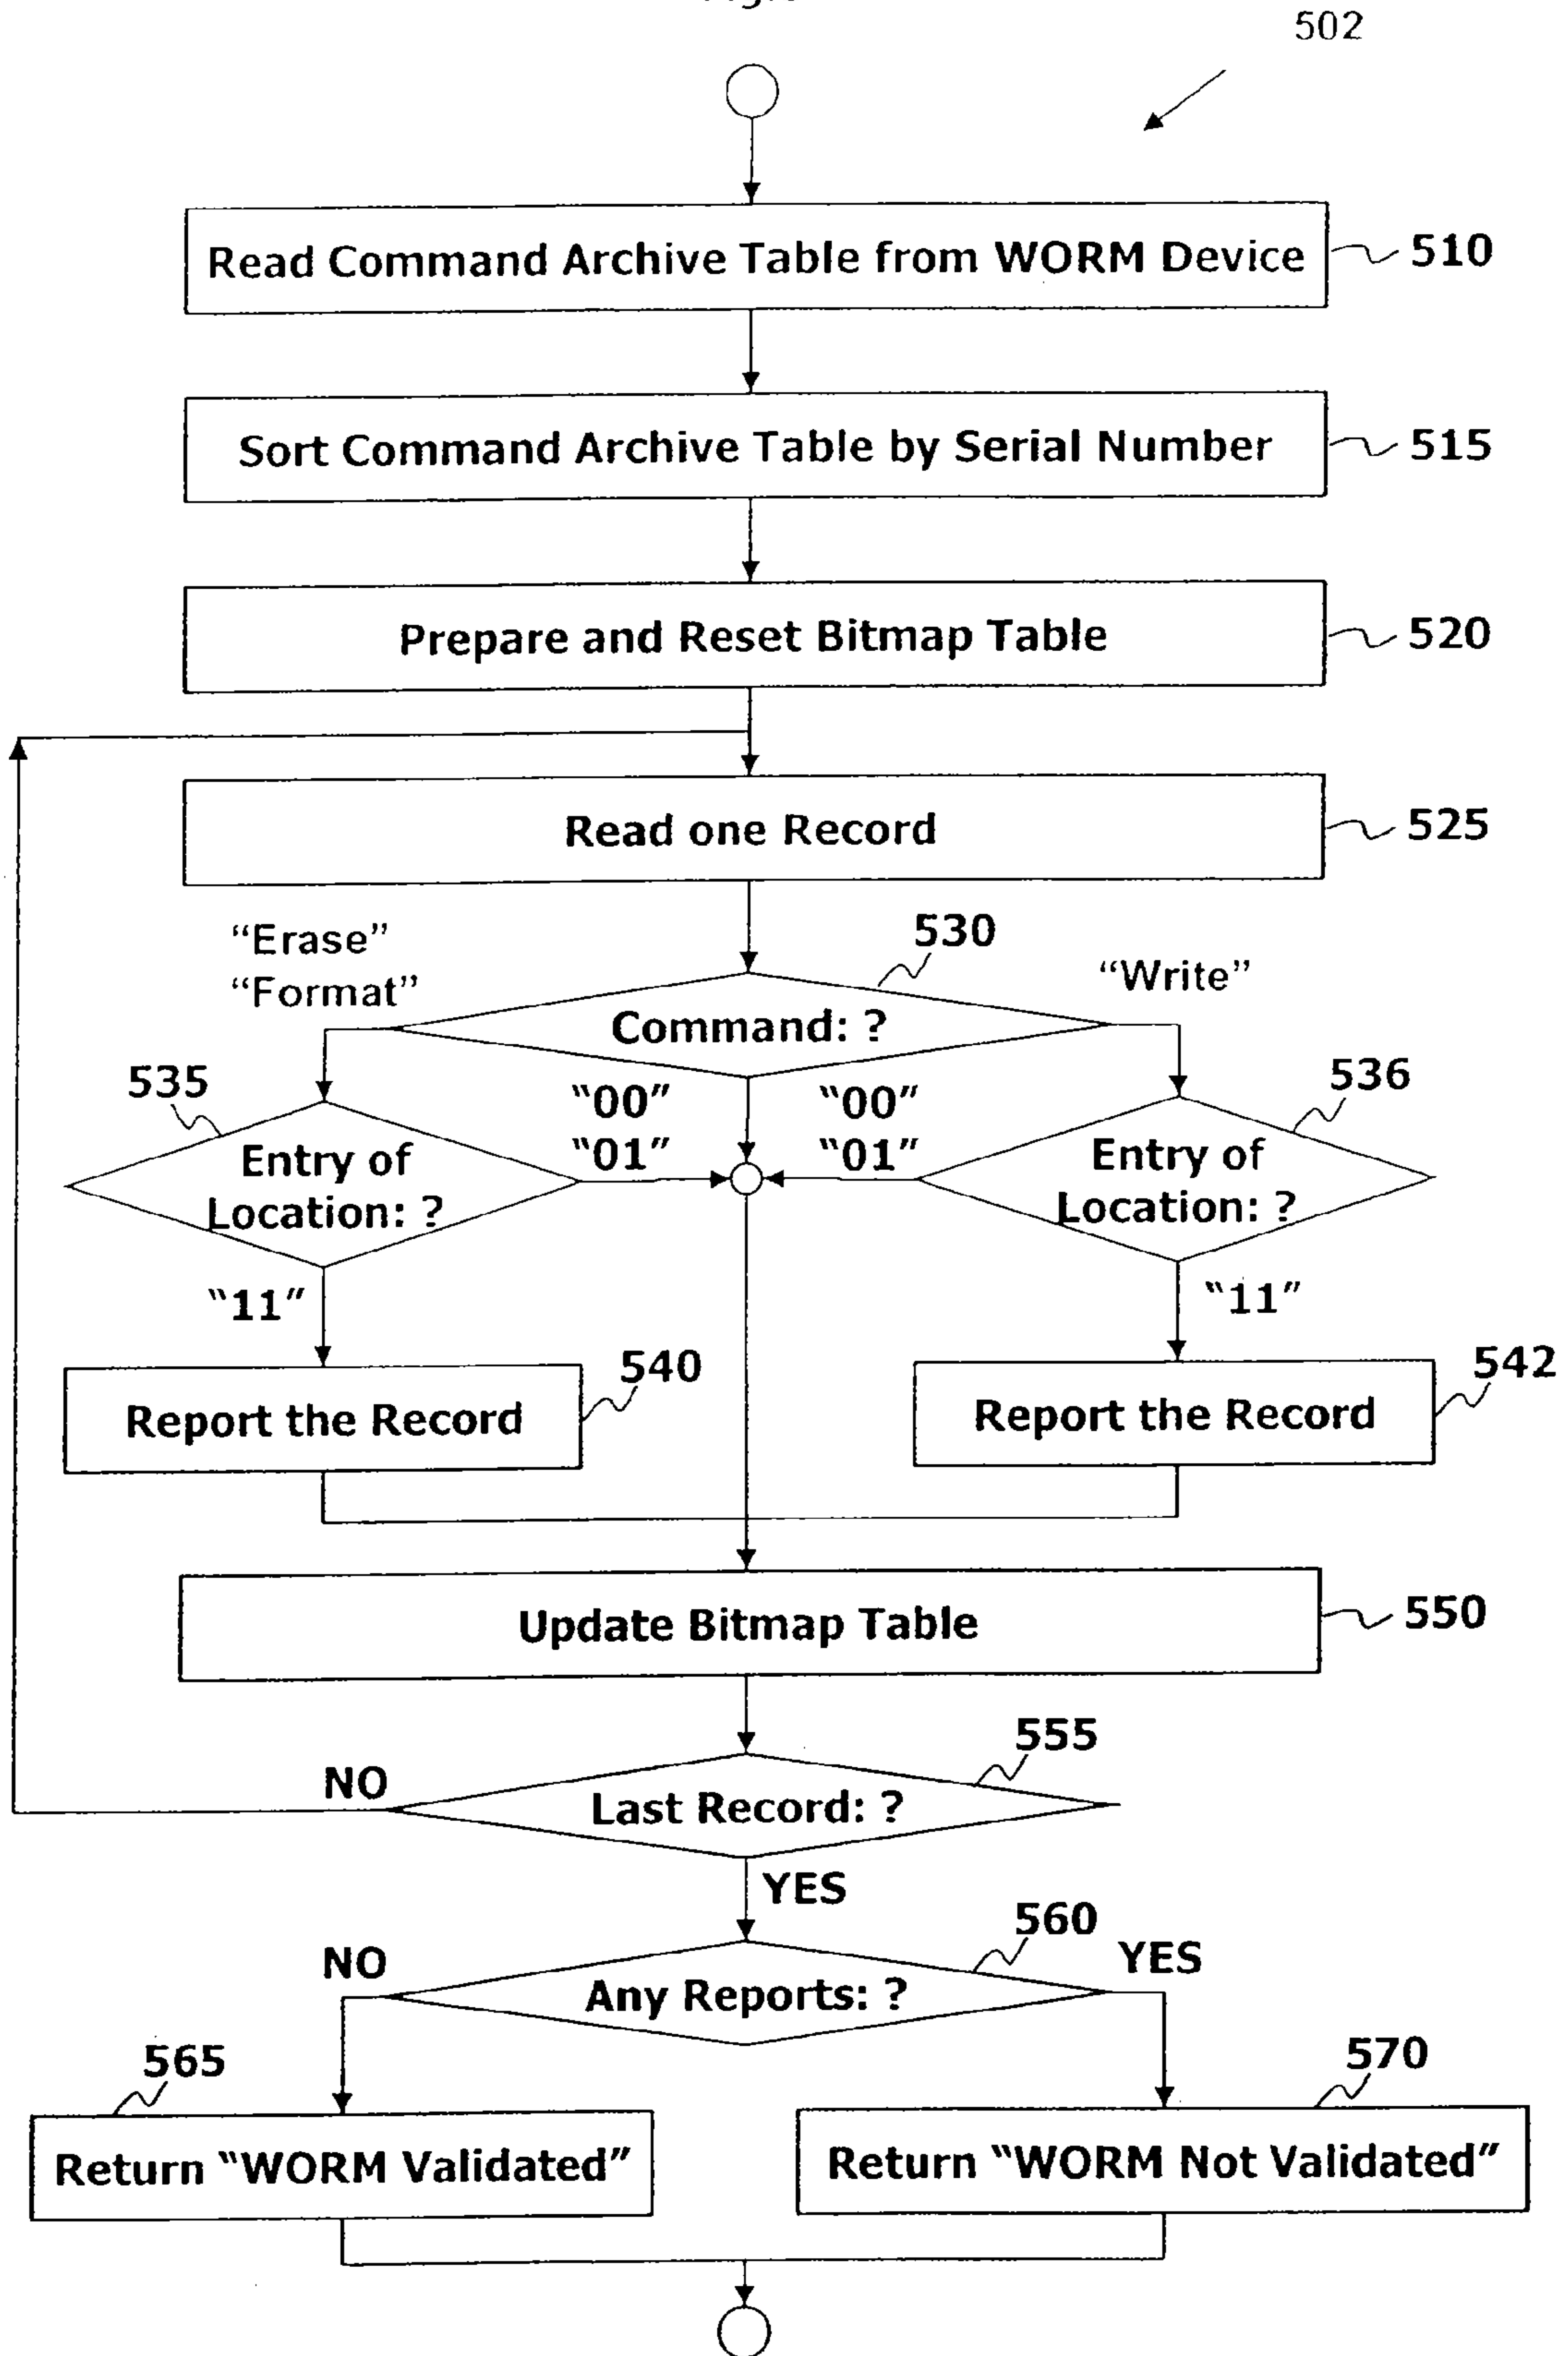 502
Read Command Archive Table from WORM Device
510
Sort Command Archive Table by Serial Number
515
Prepare and Reset Bitmap Table
520
Read one Record
525
“Erase”
“Format”
530
“Write”
Command: ?
535
“00”
“01”
“00”
“01”
536
Entry of
Location: ?
Entry of
Location: ?
“11”
“11”
540
542
Report the Record
Report the Record
Update Bitmap Table
550
555
NO
Last Record: ?
YES
560
NO
YES
Any Reports: ?
565
570
Return “WORM Validated”
Return “WORM Not Validated”